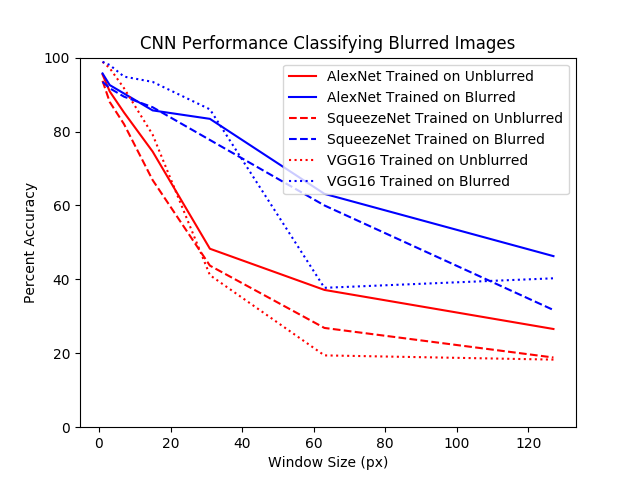 CNN Performance Classifying Blurred Images
100
80
60
40
20
0
Percent Accuracy
AlexNet Trained on Unblurred
AlexNet Trained on Blurred
SqueezeNet Trained on Unblurred
SqueezeNet Trained on Blurred
VGG16 Trained on Unblurred
VGG16 Trained on Blurred
0 20 40 60 80 100 120
Window Size (px)